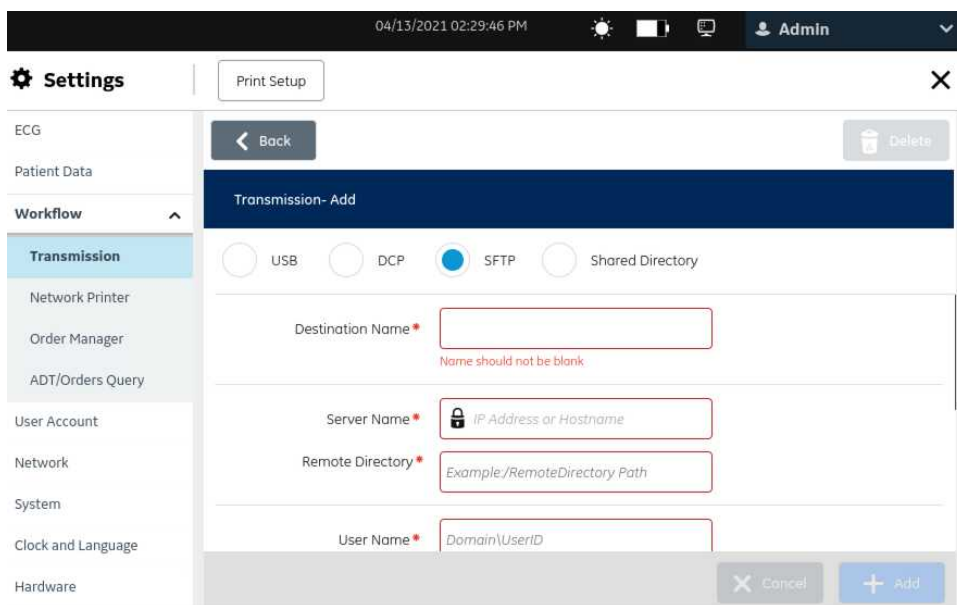 04/13/2021 02:29:46 PM
Admin
Settings
Print Setup
ECG
Patient Data
Workflow
Transmission
Network Printer
Order Manager
ADT/Orders Query
User Account
Network
System
Clock and Language
Hardware
Back
Delete
Transmission- Add
USB DCP SFTP Shared Directory
Destination Name*
Name should not be blank
Server Name* IP Address or Hostname
Remote Directory* Example:/RemoteDirectory Path
User Name* Domain\UserID
Cancel
Add